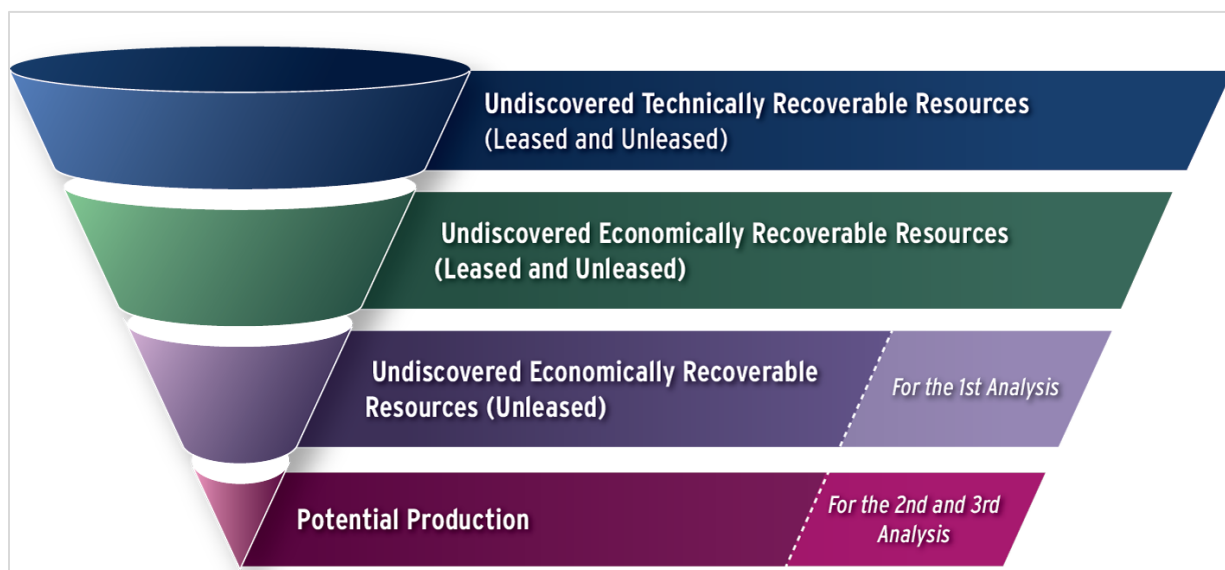 Undiscovered Technically Recoverable Resources
(Leased and Unleased)
Undiscovered Economically Recoverable Resources
(Leased and Unleased)
Undiscovered Economically Recoverable
Resources (Unleased)
For the 1st Analysis
Potential Production
For the 2nd and 3rd
Analysis